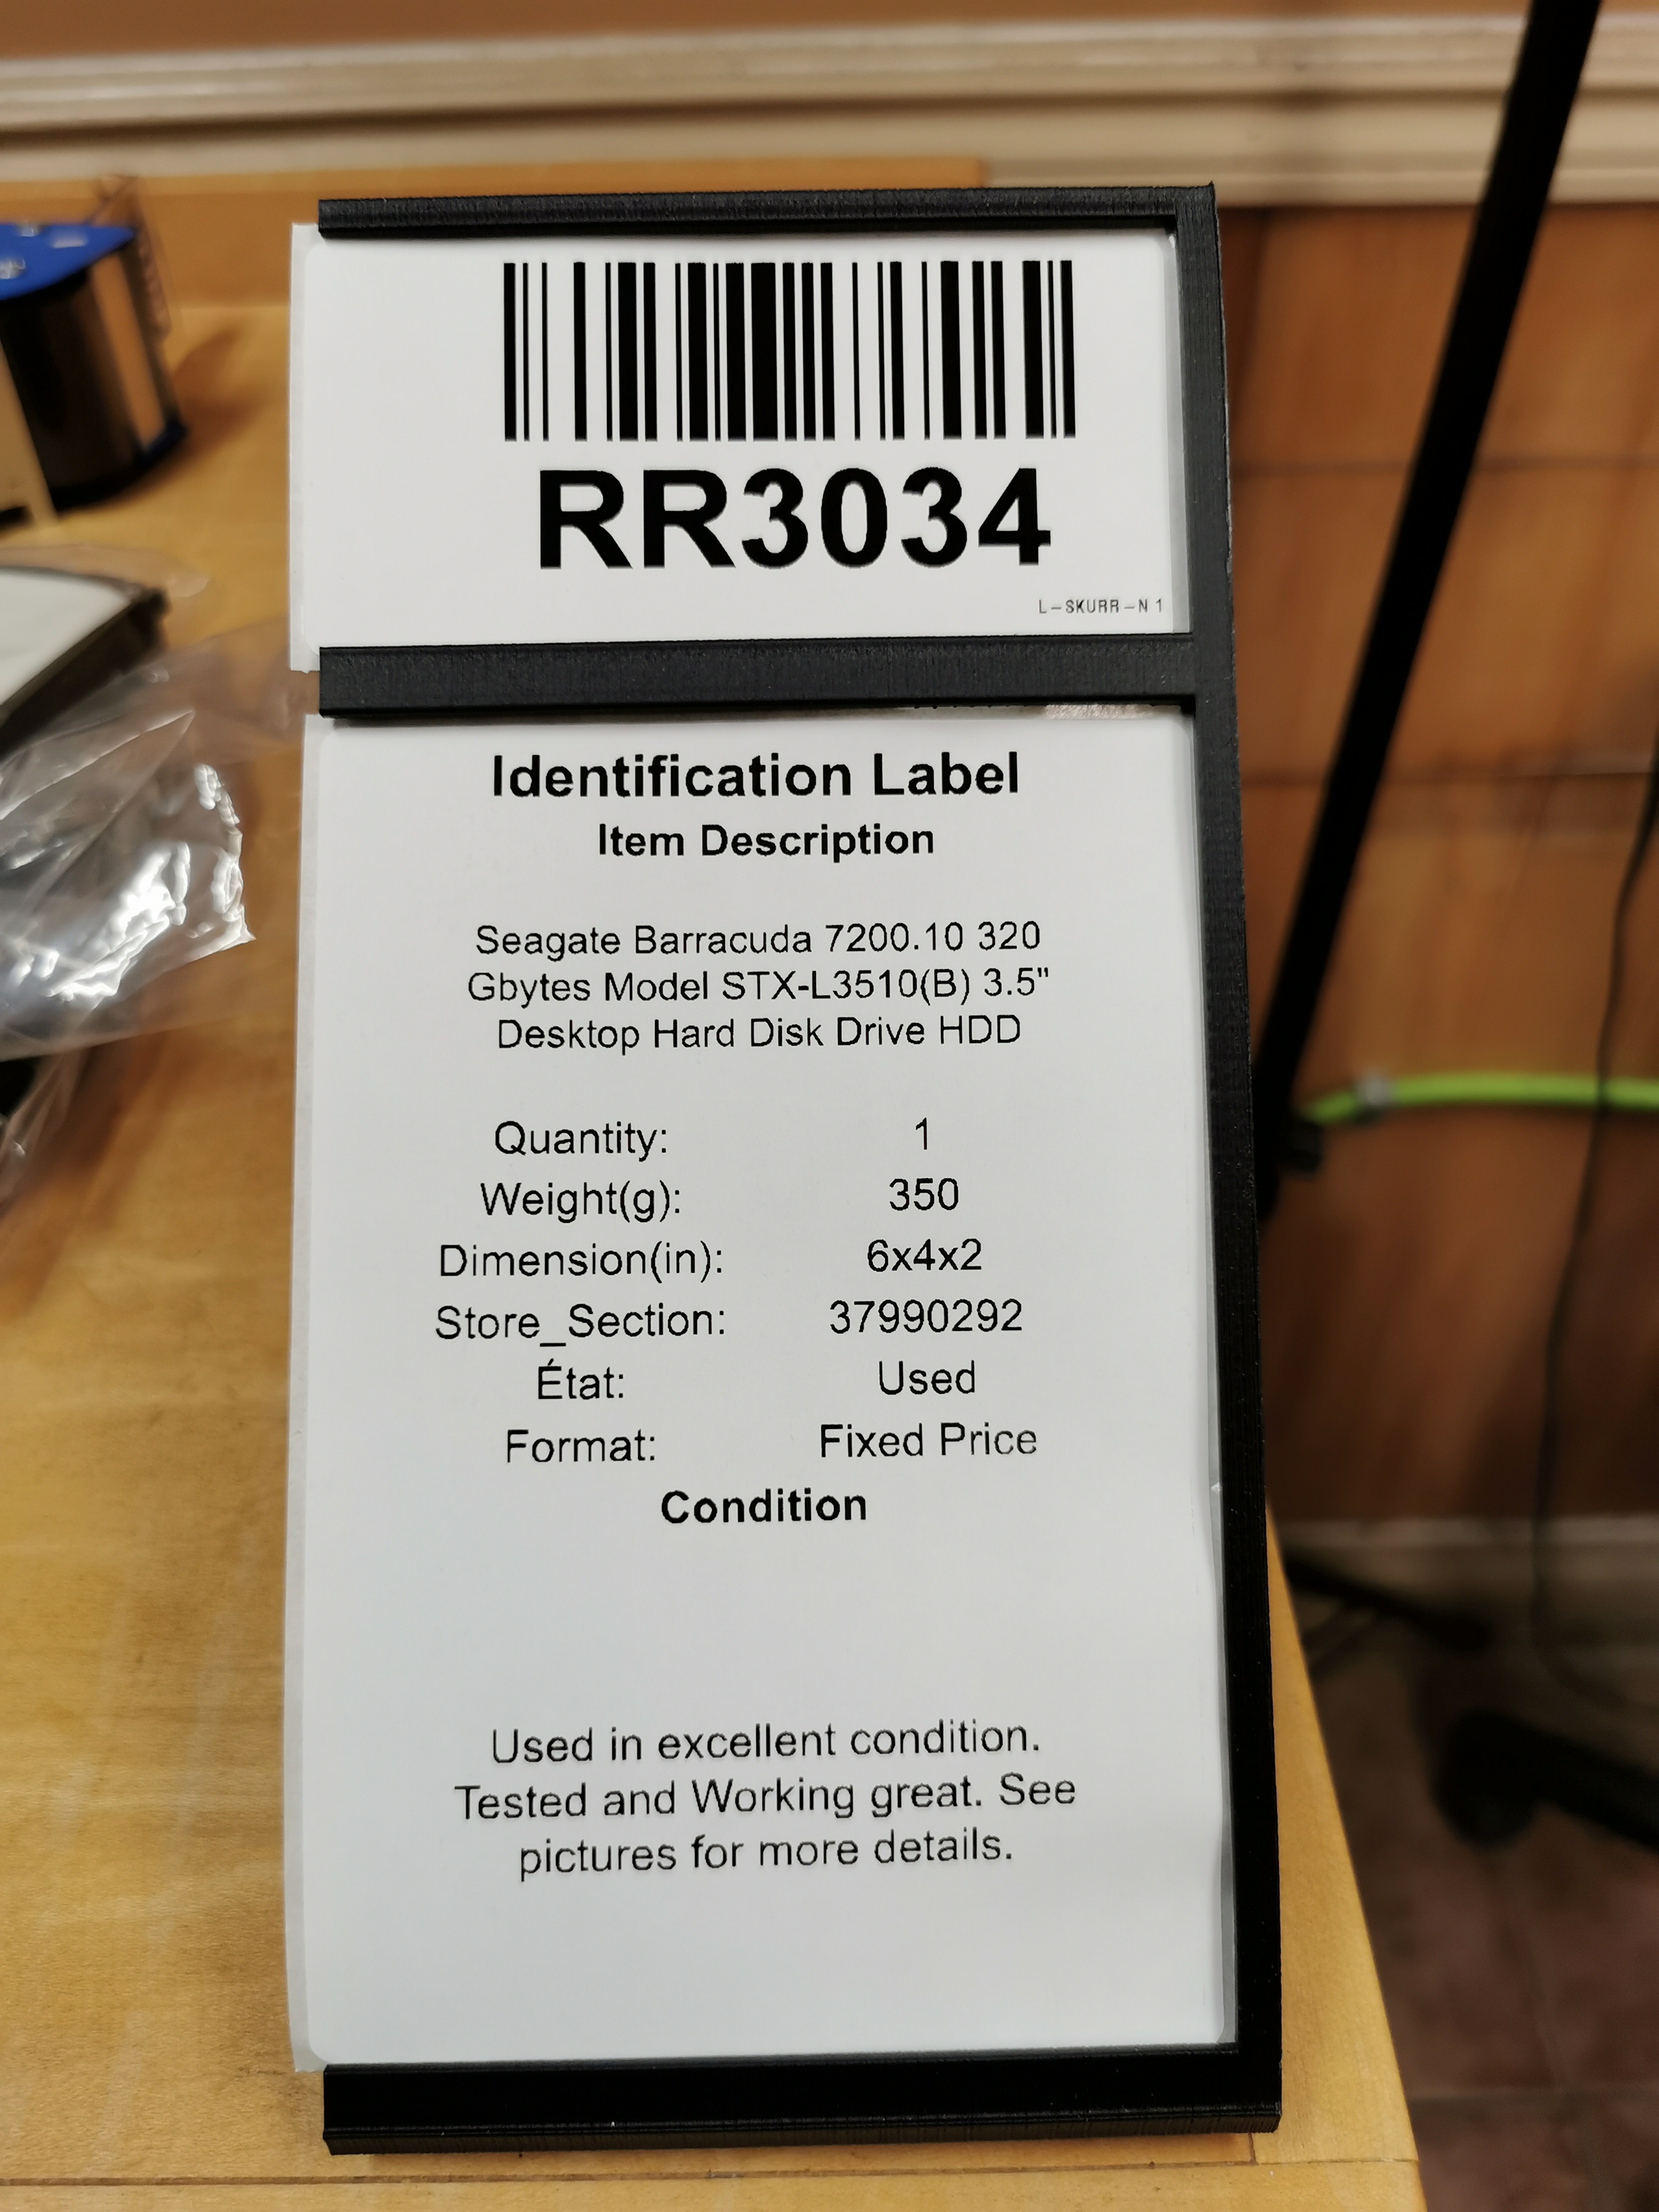 RR3034
L-SKURR-N 1
Identification Label
Item Description
Seagate Barracuda 7200.10 320
Gbytes Model STX-L3510(B) 3.5"
Desktop Hard Disk Drive HDD
Quantity: 1
Weight(g): 350
Dimension(in): 6x4x2
Store_Section: 37990292
État: Used
Format: Fixed Price
Condition
Used in excellent condition.
Tested and Working great. See
pictures for more details.